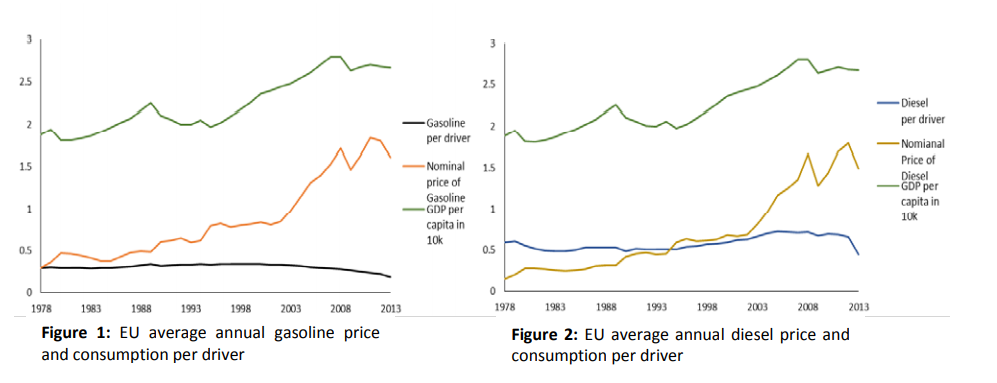 3
2.5
2
1.5
1
0.5
0
1978 1983 1988 1993 1998 2003 2008 2013
Gasoline
per driver
Nominal
price of
Gasoline
GDP per
capita in
10k
Figure 1: EU average annual gasoline price
and consumption per driver
3
2.5
2
1.5
1
0.5
0
1978 1983 1988 1993 1998 2003 2008 2013
Diesel
per driver
Nomianal
Price of
Diesel
GDP per
capita in
10k
Figure 2: EU average annual diesel price and
consumption per driver